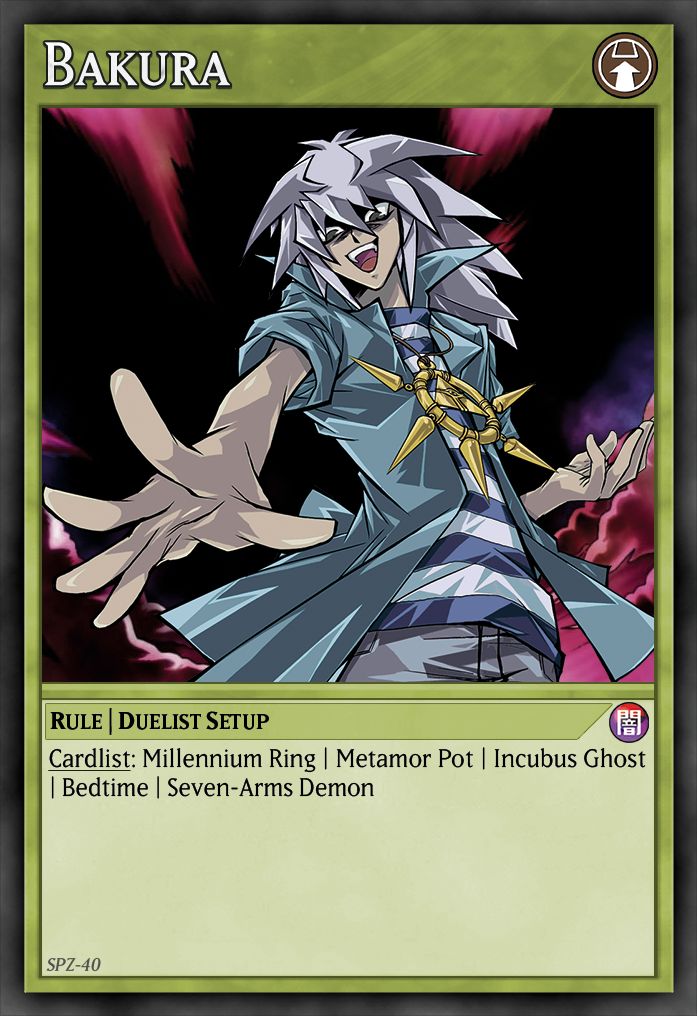 Bakura
Rule | Duelist Setup
闇
Cardlist: Millennium Ring | Metamor Pot | Incubus Ghost
| Bedtime | Seven-Arms Demon
SPZ-40